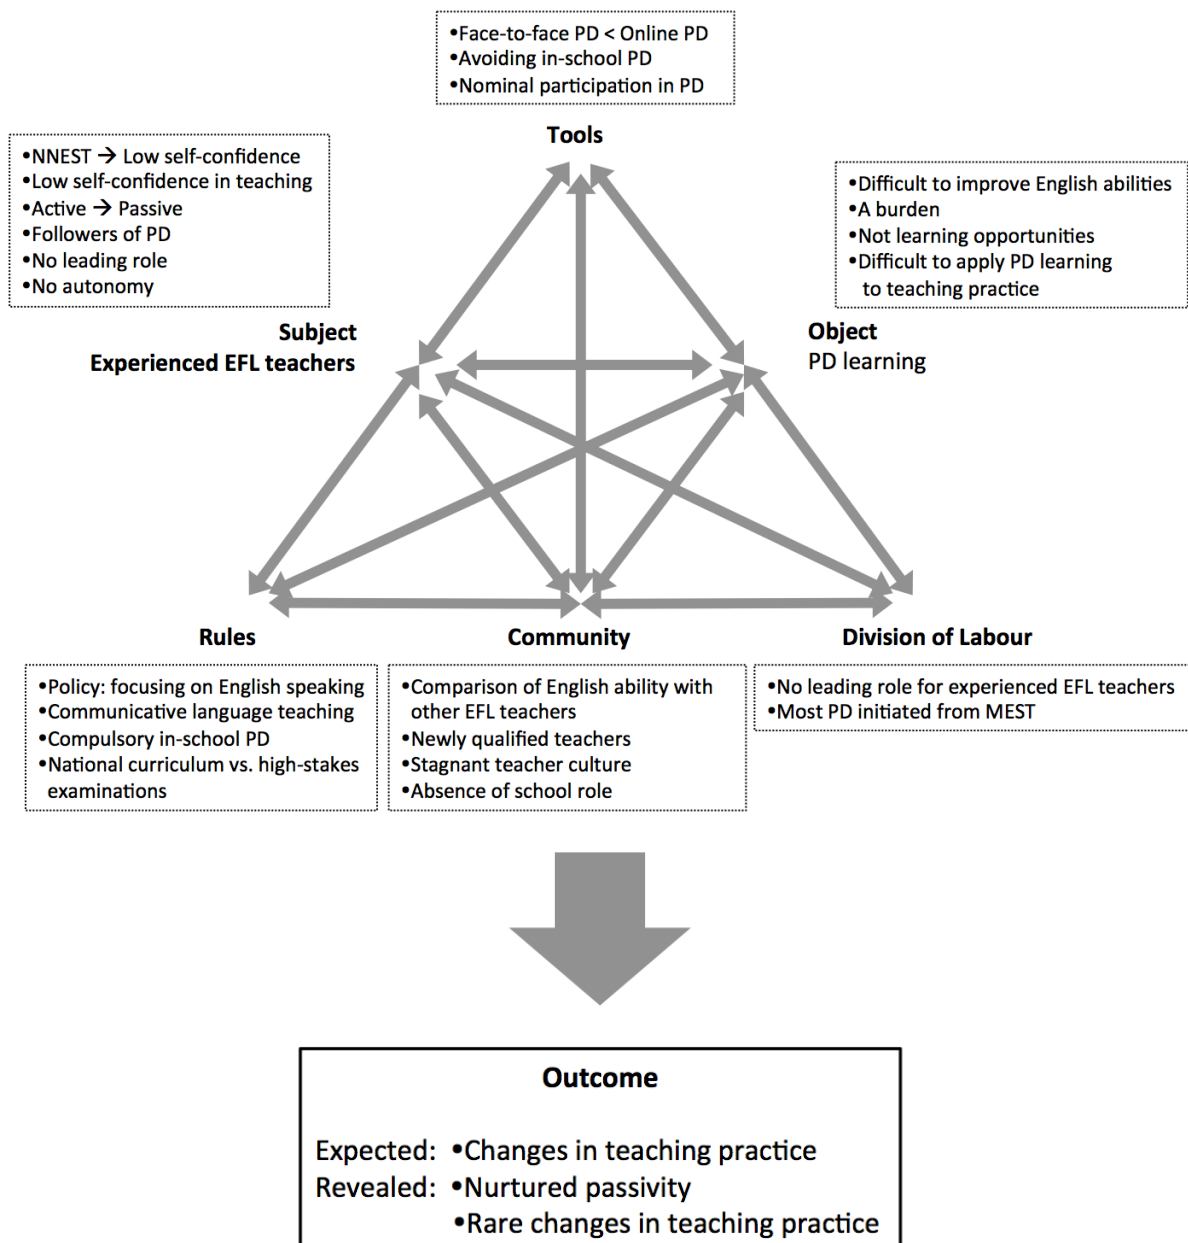 •Face-to-face PD < Online PD
•Avoiding in-school PD
•Nominal participation in PD
Tools
•NNEST → Low self-confidence
•Low self-confidence in teaching
•Active → Passive
•Followers of PD
•No leading role
•No autonomy
•Difficult to improve English abilities
•A burden
•Not learning opportunities
•Difficult to apply PD learning
to teaching practice
Subject
Experienced EFL teachers
Object
PD learning
Rules
Community
Division of Labour
•Policy: focusing on English speaking
•Communicative language teaching
•Compulsory in-school PD
•National curriculum vs. high-stakes
examinations
•Comparison of English ability with
other EFL teachers
•Newly qualified teachers
•Stagnant teacher culture
•Absence of school role
•No leading role for experienced EFL teachers
•Most PD initiated from MEST
Outcome
Expected: •Changes in teaching practice
Revealed: •Nurtured passivity
•Rare changes in teaching practice